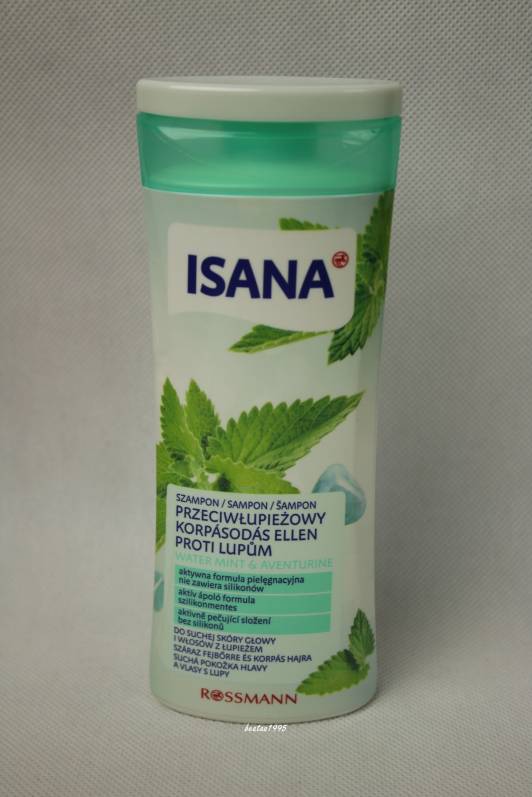 ISANA
SZAMPON / SAMPON / ŠAMPON
PRZECIWŁUPIEŻOWY
KORPÁSODÁS ELLEN
PROTI LUPŮM
WATER MINT & AVENTURINE
aktywna formuła pielęgnacyjna
nie zawiera silikonów
aktív ápoló formula
szilikonmentes
aktivně pečující složení
bez silikonů
DO SUCHEJ SKÓRY GŁOWY
I WŁOSÓW Z ŁUPIEŻEM
SZÁRAZ FEJBŐRRE ÉS KORPÁS HAJRA
SUCHÁ POKOŽKA HLAVY
A VLASY S LUPY
ROSSMANN
beetae1995